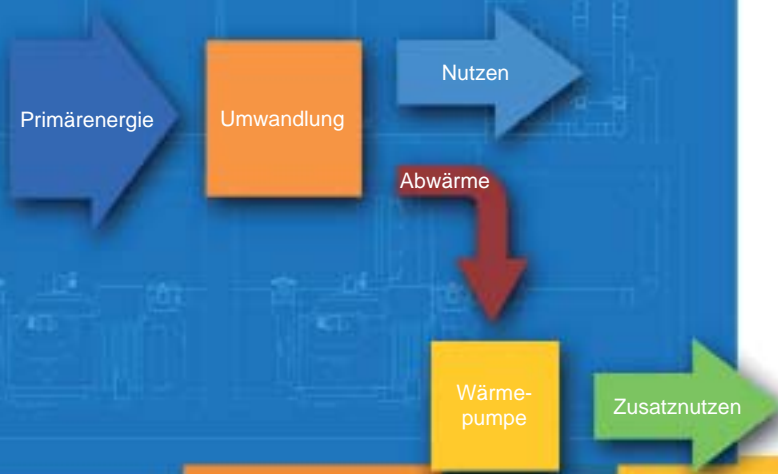 Primärenergie
Umwandlung
Nutzen
Abwärme
Wärme-
pumpe
Zusatznutzen